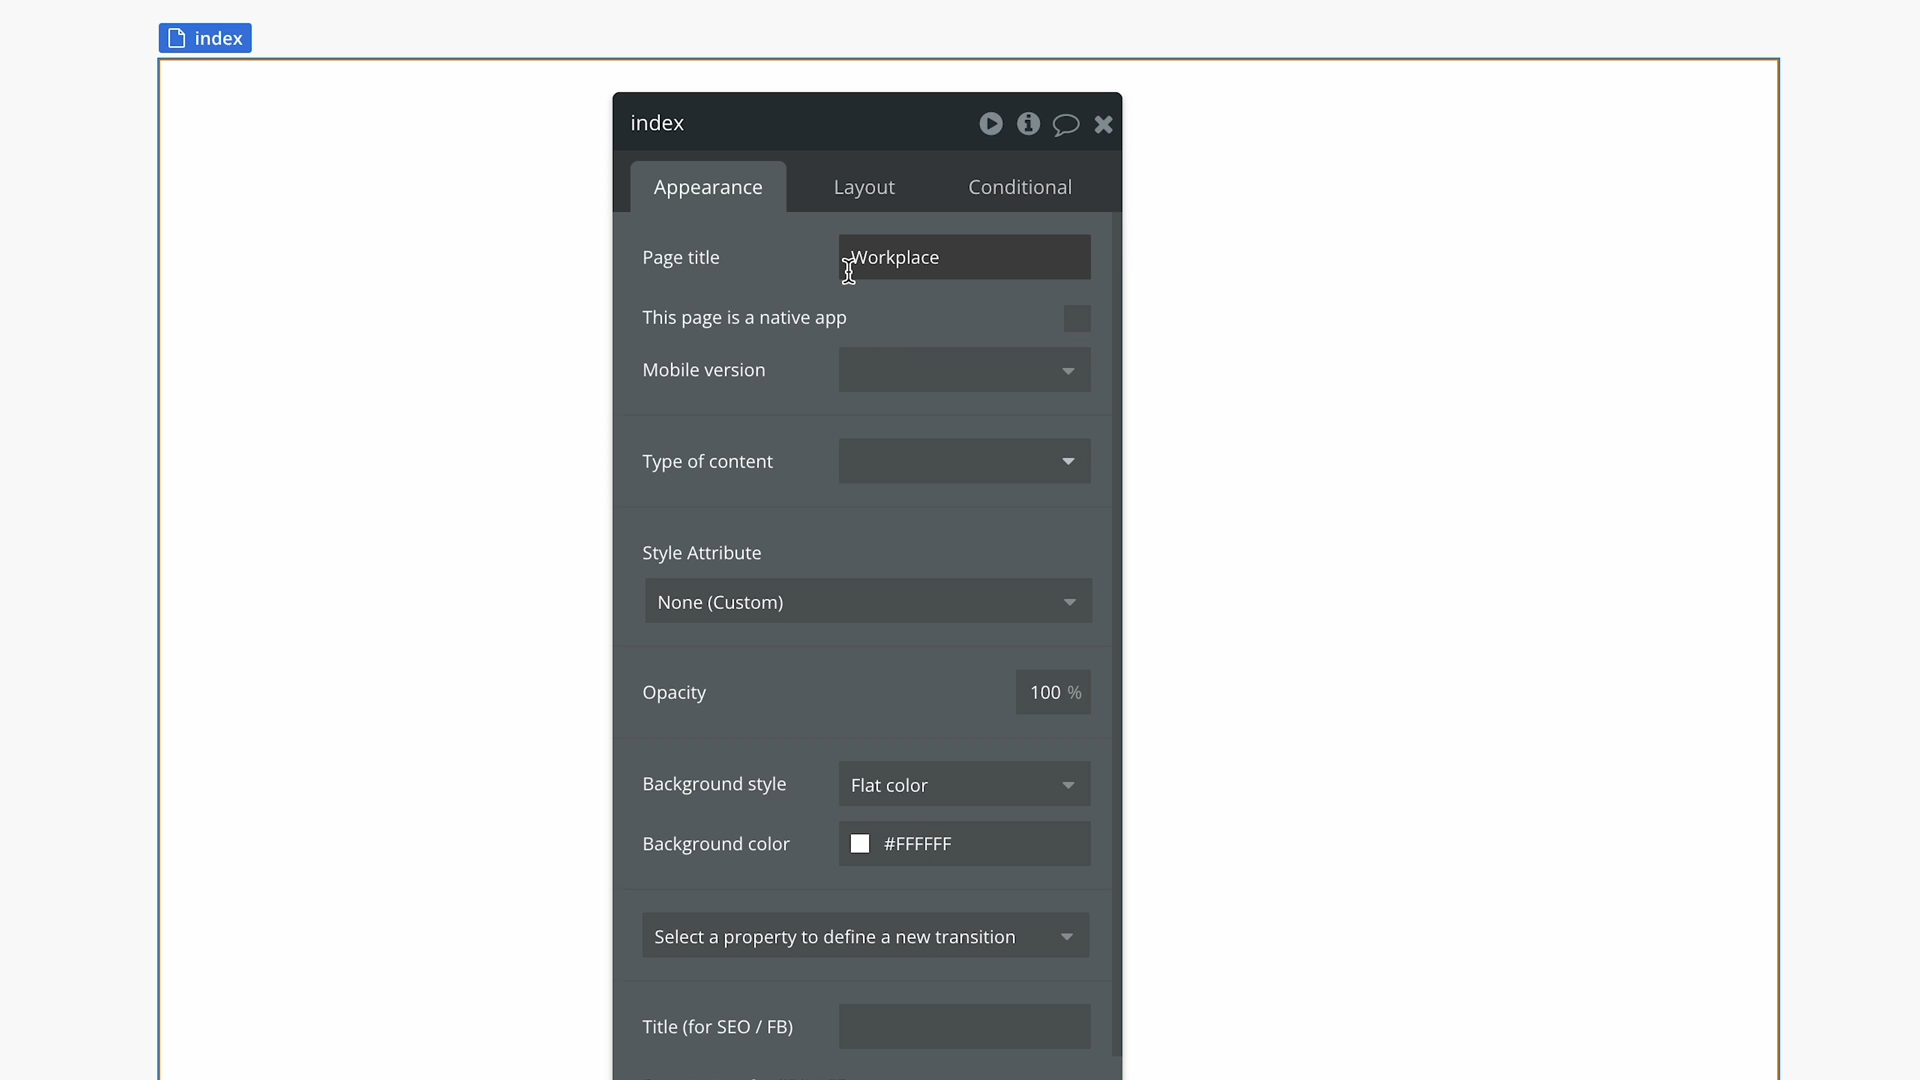 index
index
Appearance Layout Conditional
Page title Workplace
This page is a native app
Mobile version
Type of content
Style Attribute
None (Custom)
Opacity 100 %
Background style Flat color
Background color #FFFFFF
Select a property to define a new transition
Title (for SEO / FB)